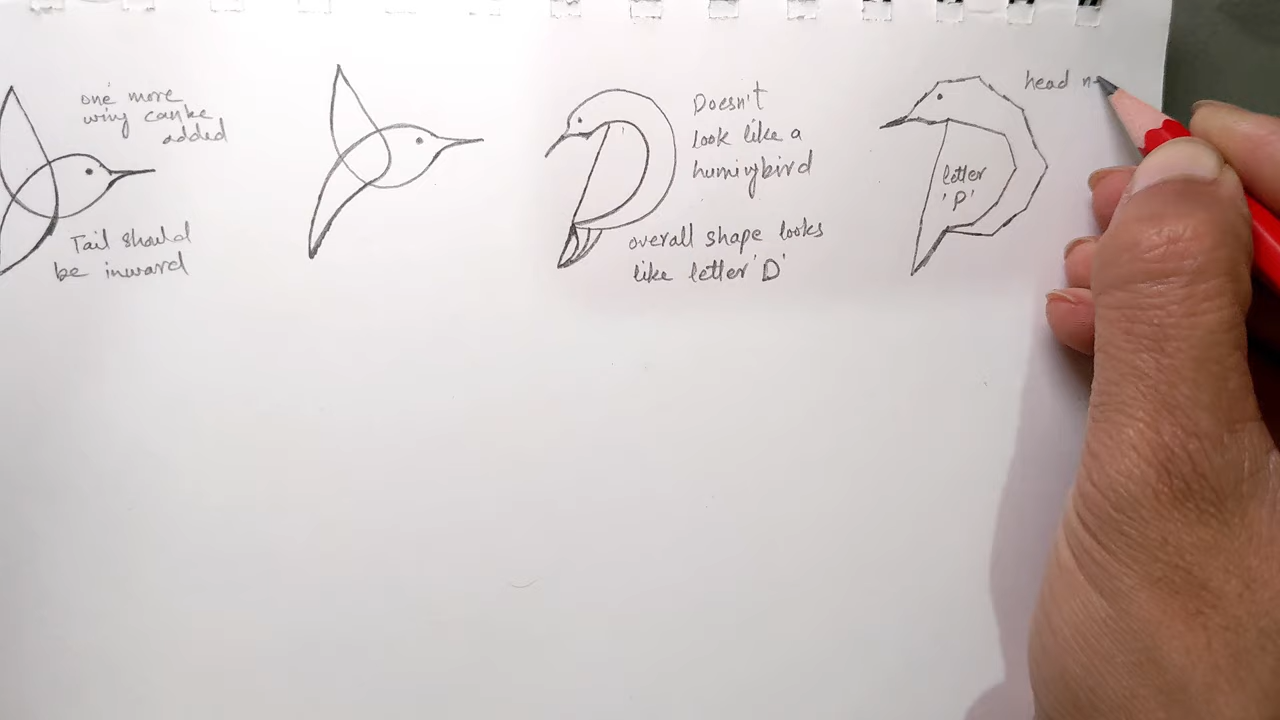 one more
wing can be
added
Tail should
be inward
Doesn't
look like a
humingbird
overall shape looks
like letter 'D'
letter
'P'
head